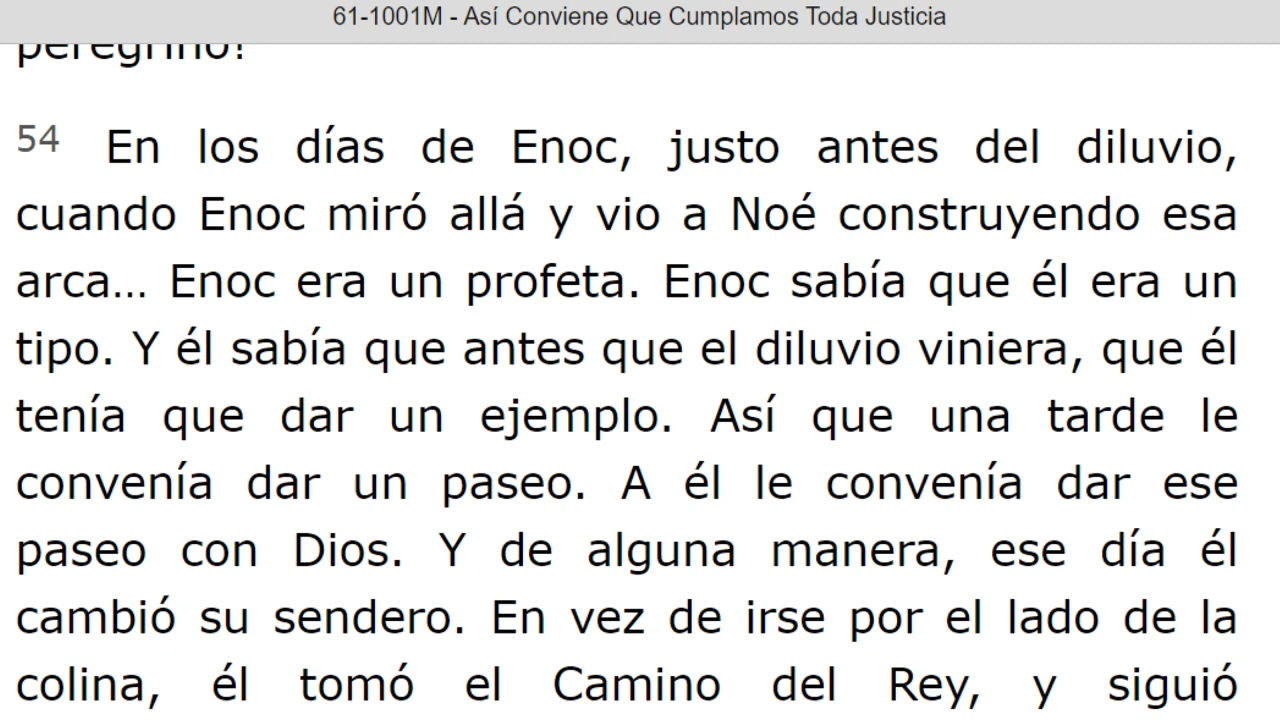 61-1001M - Así Conviene Que Cumplamos Toda Justicia
peregrino!
54 En los días de Enoc, justo antes del diluvio,
cuando Enoc miró allá y vio a Noé construyendo esa
arca... Enoc era un profeta. Enoc sabía que él era un
tipo. Y él sabía que antes que el diluvio viniera, que él
tenía que dar un ejemplo. Así que una tarde le
convenía dar un paseo. A él le convenía dar ese
paseo con Dios. Y de alguna manera, ese día él
cambió su sendero. En vez de irse por el lado de la
colina, él tomó el Camino del Rey, y siguió